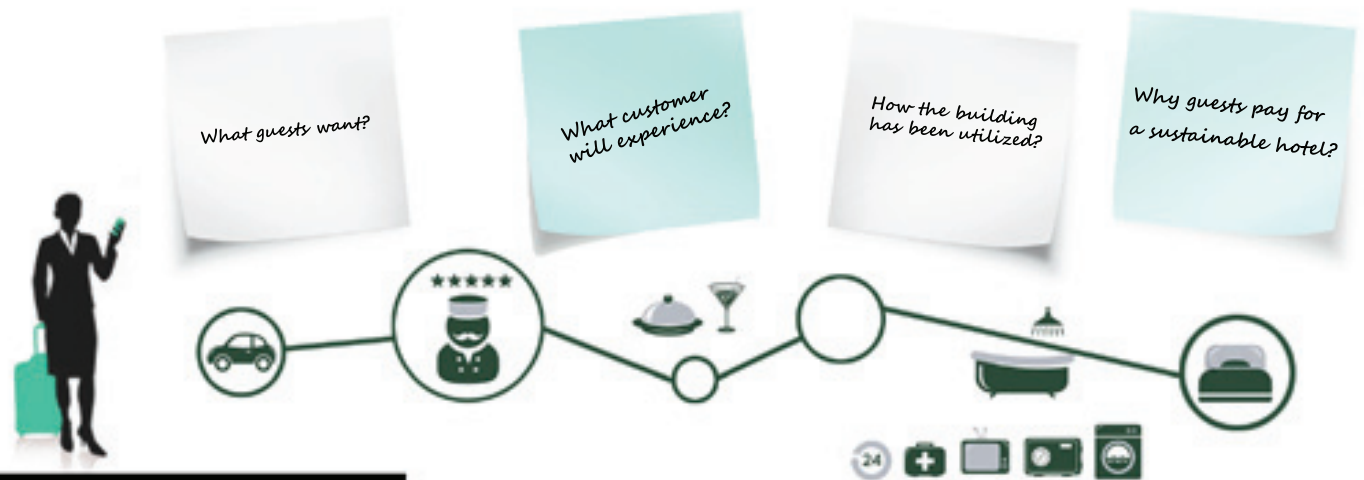 What guests want?
What customer
will experience?
How the building
has been utilized?
Why guests pay for
a sustainable hotel?
24